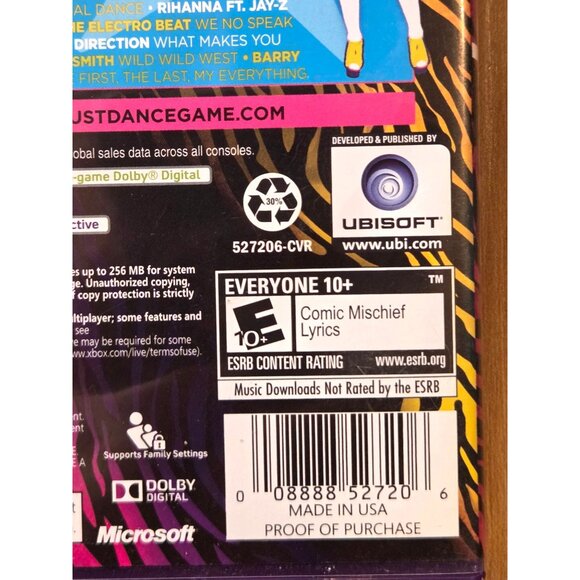 AL DANCE • RIHANNA FT. JAY-Z
HE ELECTRO BEAT WE NO SPEAK
DIRECTION WHAT MAKES YOU
SMITH WILD WILD WEST • BARRY
FIRST, THE LAST, MY EVERYTHING.
USTDANCEGAME.COM
obal sales data across all consoles.
-game Dolby® Digital
ctive
30%
527206-CVR
DEVELOPED & PUBLISHED BY
UBISOFT
www.ubi.com
es up to 256 MB for system
ge. Unauthorized copying,
f copy protection is strictly
ltiplayer; some features and
see
ve may be required for some
ww.xbox.com/live/termsofuse).
EVERYONE 10+ ™
E
10+
Comic Mischief
Lyrics
ESRB CONTENT RATING www.esrb.org
Music Downloads Not Rated by the ESRB
nt.
ent
E A
Supports Family Settings
DOLBY
DIGITAL
t
Microsoft
0 08888 52720 6
MADE IN USA
PROOF OF PURCHASE